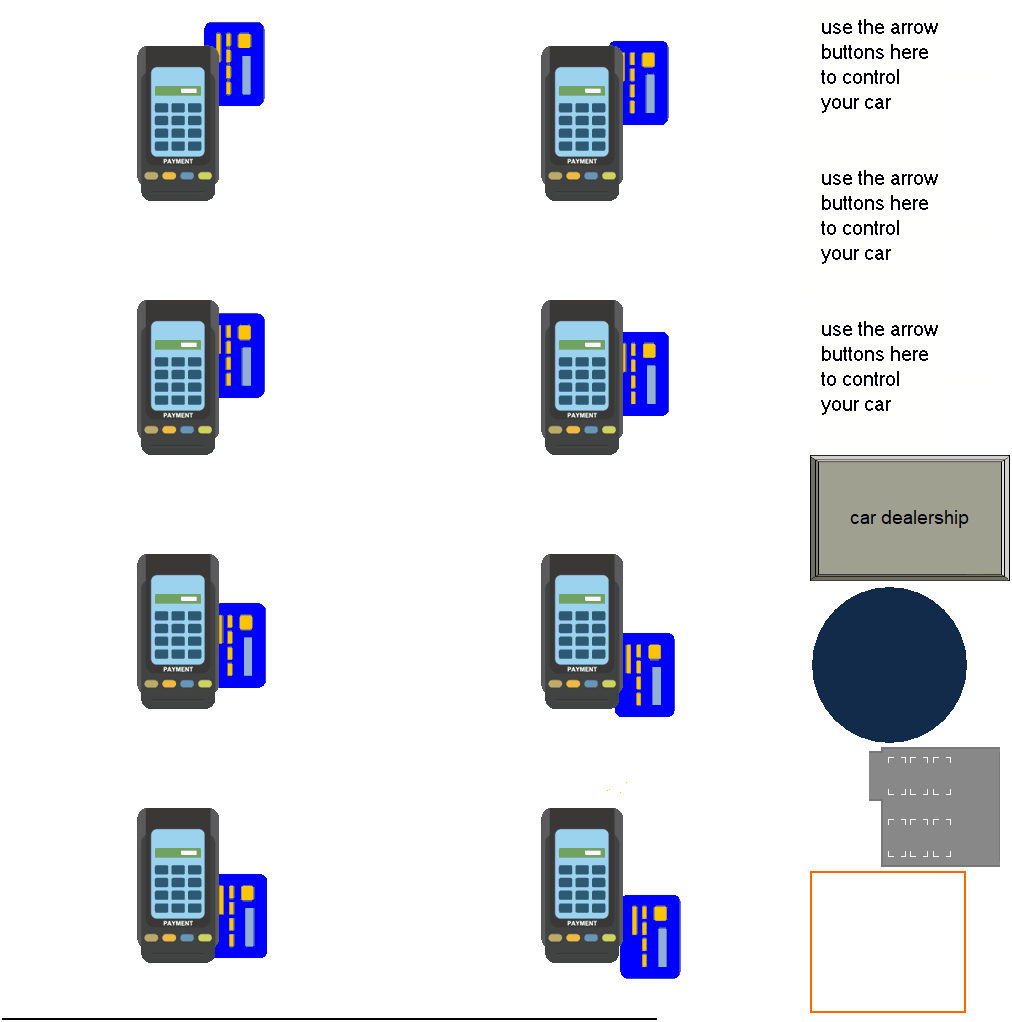 use the arrow
buttons here
to control
your car
use the arrow
buttons here
to control
your car
use the arrow
buttons here
to control
your car
car dealership
PAYMENT
PAYMENT
PAYMENT
PAYMENT
PAYMENT
PAYMENT
PAYMENT
PAYMENT